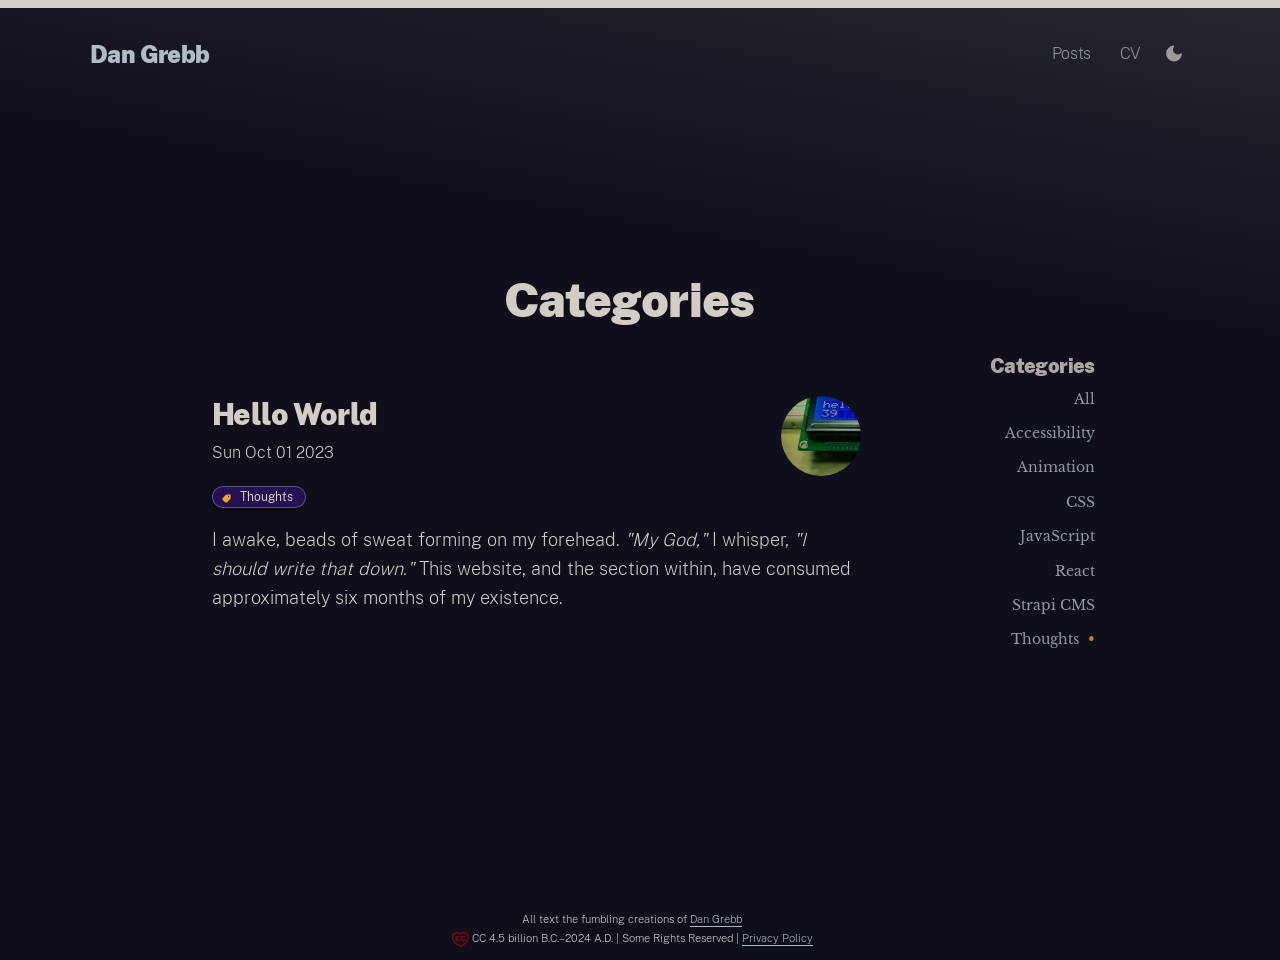 Dan Grebb
Posts
CV
Categories
Hello World
Sun Oct 01 2023
Thoughts
I awake, beads of sweat forming on my forehead. "My God," I whisper, "I
should write that down." This website, and the section within, have consumed
approximately six months of my existence.
Categories
All
Accessibility
Animation
CSS
JavaScript
React
Strapi CMS
Thoughts •
All text the fumbling creations of Dan Grebb
CC 4.5 billion B.C.–2024 A.D. | Some Rights Reserved | Privacy Policy